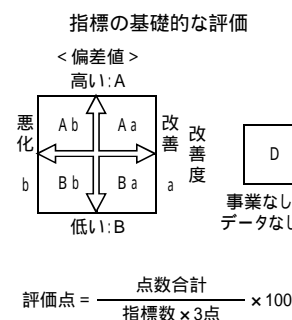 指標の基礎的な評価
<偏差値>
高い:A
悪化
b
Ab
Aa
Bb
Ba
改善
a
改善度
低い:B
D
事業なし
データなし
評価点 = 点数合計
指標数×3点
×100